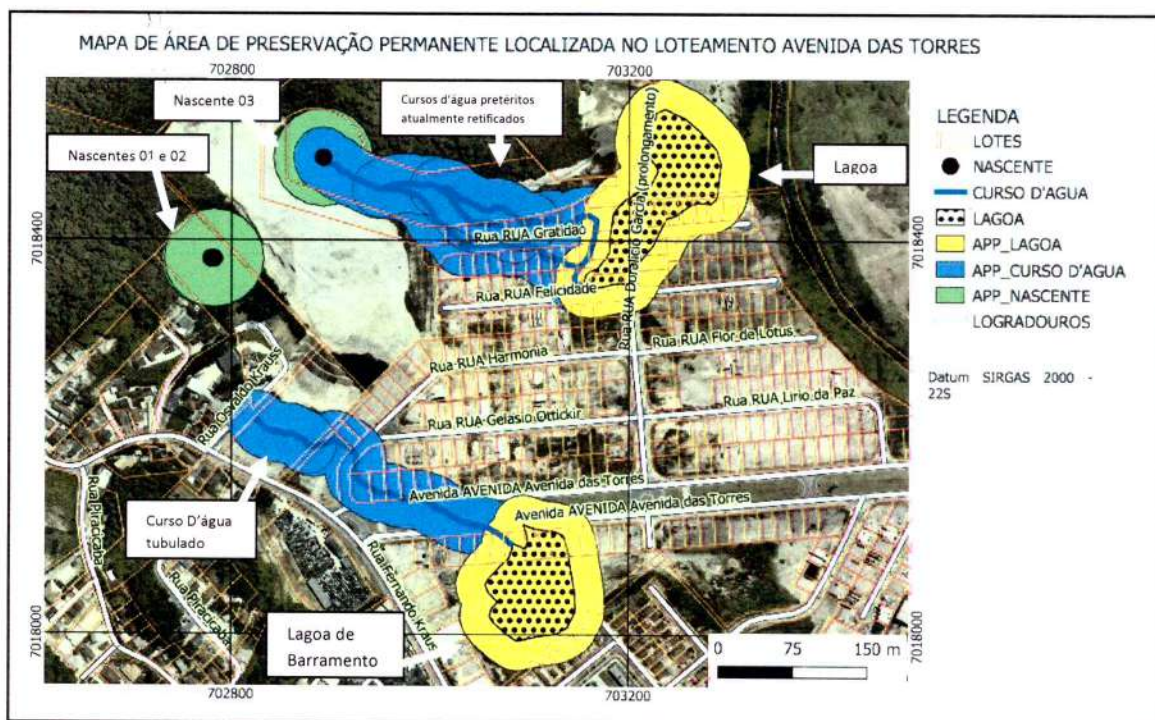 MAPA DE ÁREA DE PRESERVAÇÃO PERMANENTE LOCALIZADA NO LOTEAMENTO AVENIDA DAS TORRES
702800
703200
Nascente 03
Cursos d'água pretéritos
atualmente retificados
Nascentes 01 e 02
Lagoa
LEGENDA
LOTES
NASCENTE
CURSO D'AGUA
LAGOA
APP_LAGOA
APP_CURSO D'AGUA
APP_NASCENTE
LOGRADOUROS
Datum SIRGAS 2000 -
22S
7018400
7018400
Rua RUA Doralicio Garcia (prolongamento)
Rua RUA Gratidão
Rua RUA Felicidade
Rua RUA Harmonia
Rua RUA Flor de Lotus
Rua Osvaldo Krauss
Rua RUA Gelasio Ottickir
Rua RUA Lirio da Paz
Avenida AVENIDA Avenida das Torres
Avenida AVENIDA Avenida das Torres
Rua Piracicaba
Curso D'água
tubulado
Rua Piracicaba
Rua Fernando Kraus
Lagoa de
Barramento
7018000
7018000
0 75 150 m
702800
703200